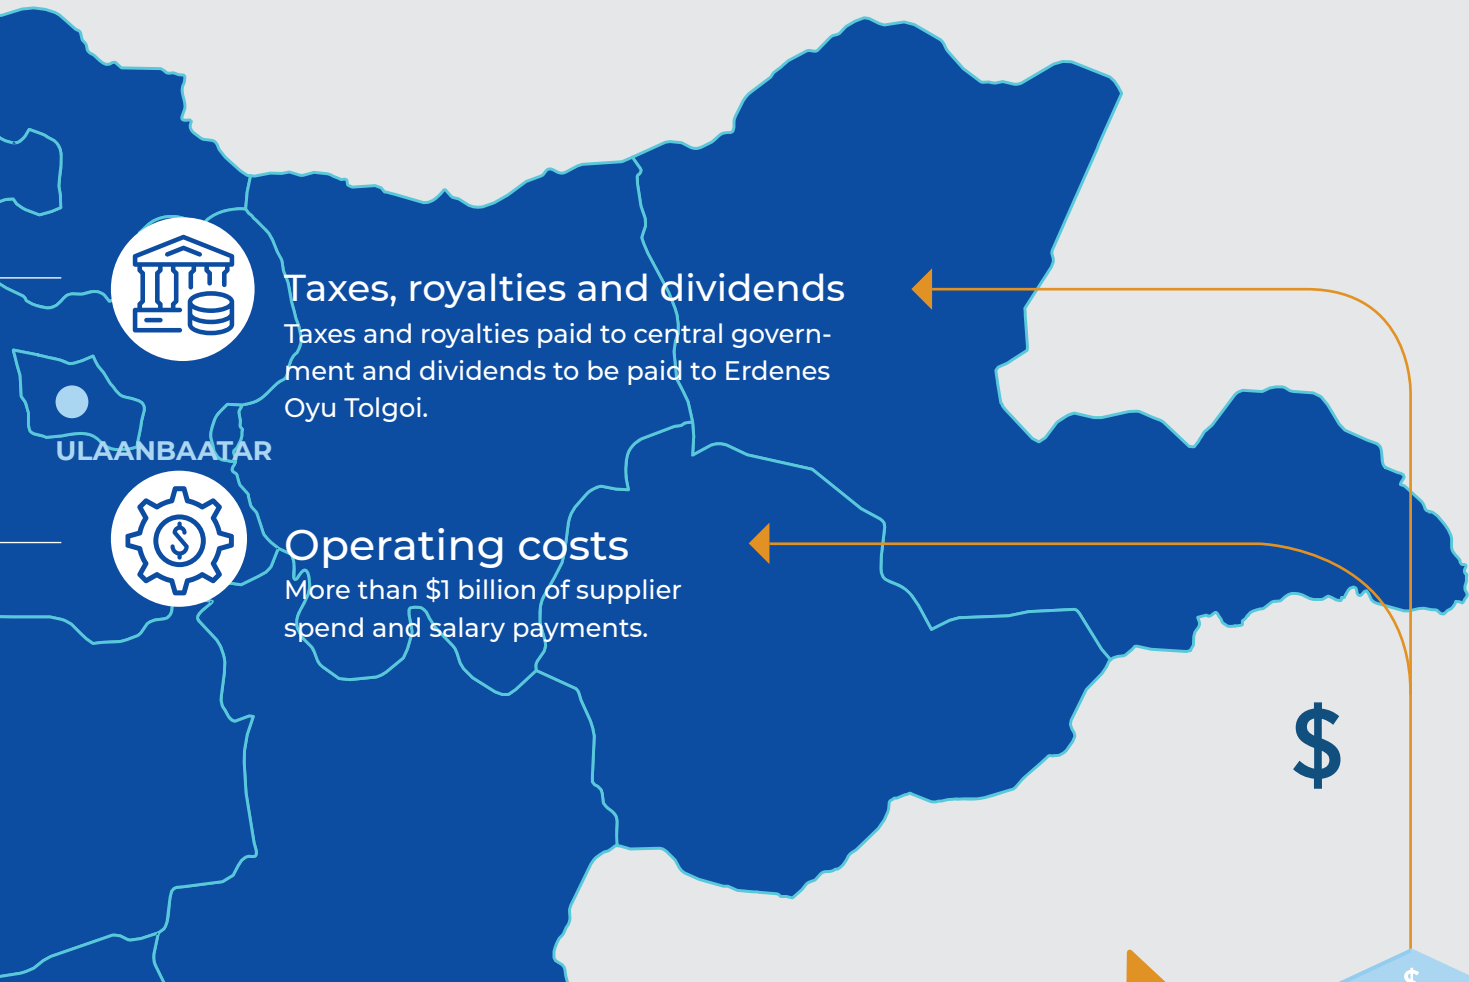 Taxes, royalties and dividends
Taxes and royalties paid to central govern-
ment and dividends to be paid to Erdenes
Oyu Tolgoi.
ULAANBAATAR
$
Operating costs
More than $1 billion of supplier
spend and salary payments.
$
$